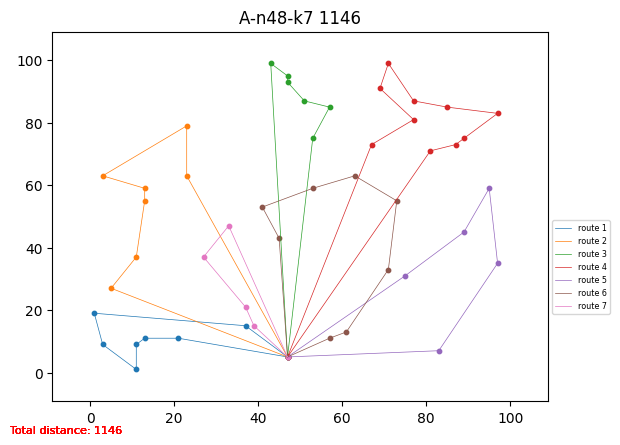 A-n48-k7 1146
100
80
60
40
20
0
0 20 40 60 80 100
route 1
route 2
route 3
route 4
route 5
route 6
route 7
Total distance: 1146